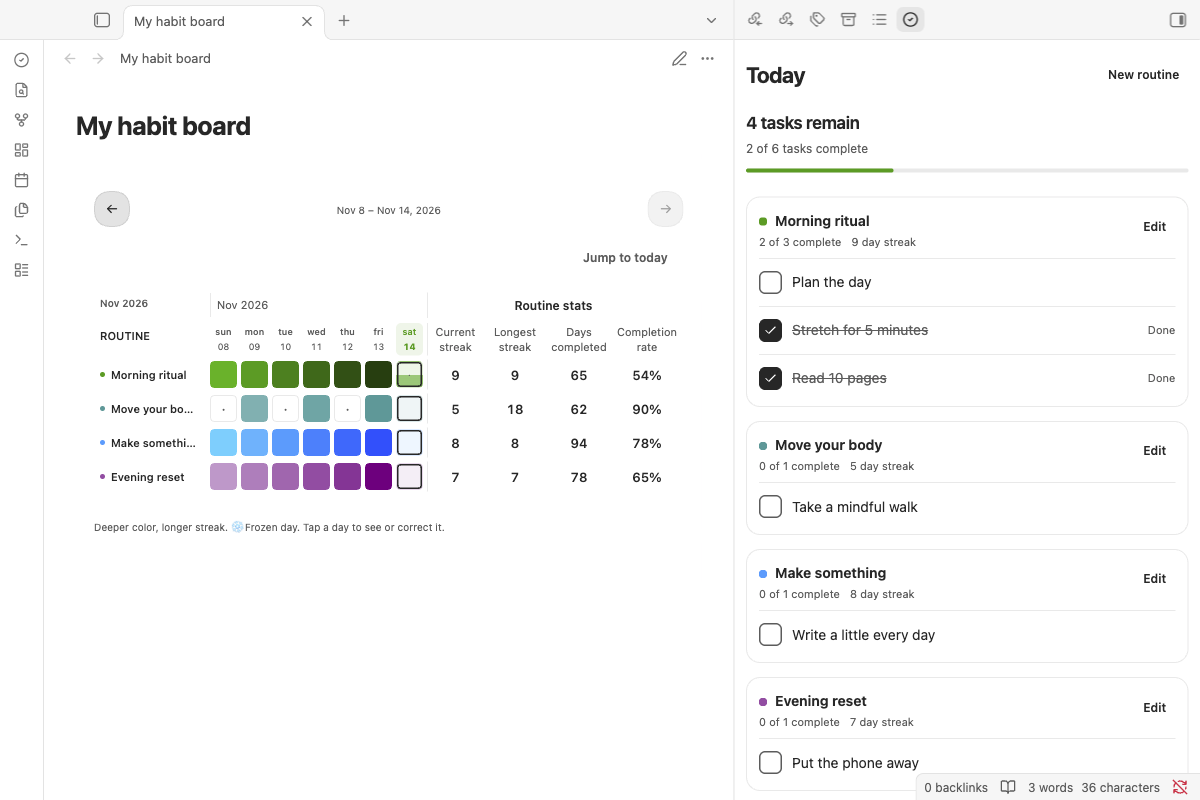 My habit board
My habit board
My habit board
Nov 8 – Nov 14, 2026
Jump to today
Nov 2026
Nov 2026
Routine stats
ROUTINE
sun mon tue wed thu fri sat
08 09 10 11 12 13 14
Current streak
Longest streak
Days completed
Completion rate
Morning ritual 9 9 65 54%
Move your bo... 5 18 62 90%
Make somethi... 8 8 94 78%
Evening reset 7 7 78 65%
Deeper color, longer streak. Frozen day. Tap a day to see or correct it.
Today
New routine
4 tasks remain
2 of 6 tasks complete
Morning ritual
Edit
2 of 3 complete 9 day streak
Plan the day
Stretch for 5 minutes Done
Read 10 pages Done
Move your body
Edit
0 of 1 complete 5 day streak
Take a mindful walk
Make something
Edit
0 of 1 complete 8 day streak
Write a little every day
Evening reset
Edit
0 of 1 complete 7 day streak
Put the phone away
0 backlinks 3 words 36 characters